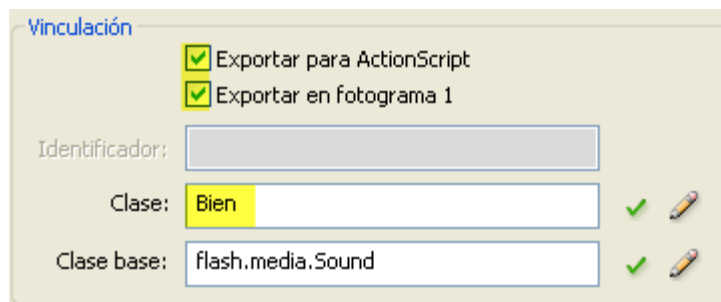 Vinculación
Exportar para ActionScript
Exportar en fotograma 1
Identificador:
Clase: Bien
Clase base: flash.media.Sound